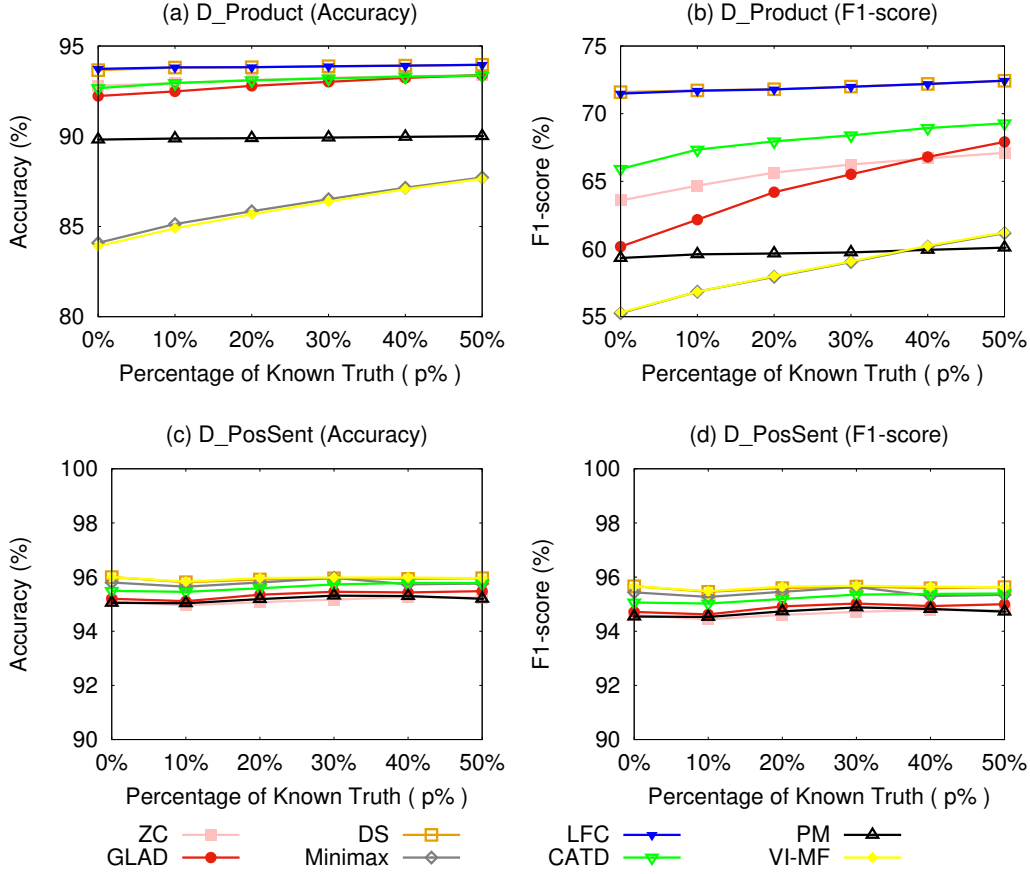 (a) D_Product (Accuracy)
95
90
85
80
Accuracy (%)
0% 10% 20% 30% 40% 50%
Percentage of Known Truth ( p% )
(b) D_Product (F1-score)
75
70
65
60
55
F1-score (%)
0% 10% 20% 30% 40% 50%
Percentage of Known Truth ( p% )
(c) D_PosSent (Accuracy)
100
98
96
94
92
90
Accuracy (%)
0% 10% 20% 30% 40% 50%
Percentage of Known Truth ( p% )
(d) D_PosSent (F1-score)
100
98
96
94
92
90
F1-score (%)
0% 10% 20% 30% 40% 50%
Percentage of Known Truth ( p% )
ZC DS LFC PM
GLAD Minimax CATD VI-MF